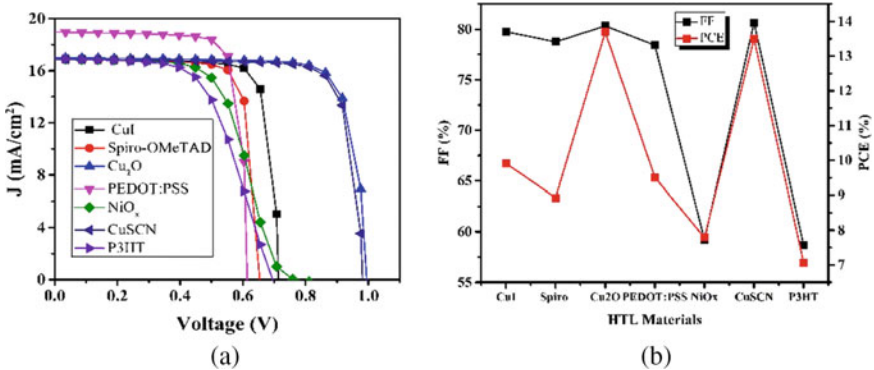 20
16
12
8
4
0
J (mA/cm²)
CuI
Spiro-OMeTAD
Cu₂O
PEDOT:PSS
NiOₓ
CuSCN
P3HT
0.0 0.2 0.4 0.6 0.8 1.0
Voltage (V)
(a)
80
75
70
65
60
55
FF (%)
FF
PCE
14
13
12
11
10
9
8
7
PCE (%)
CuI Spiro Cu2O PEDOT:PSS NiOx CuSCN P3HT
HTL Materials
(b)